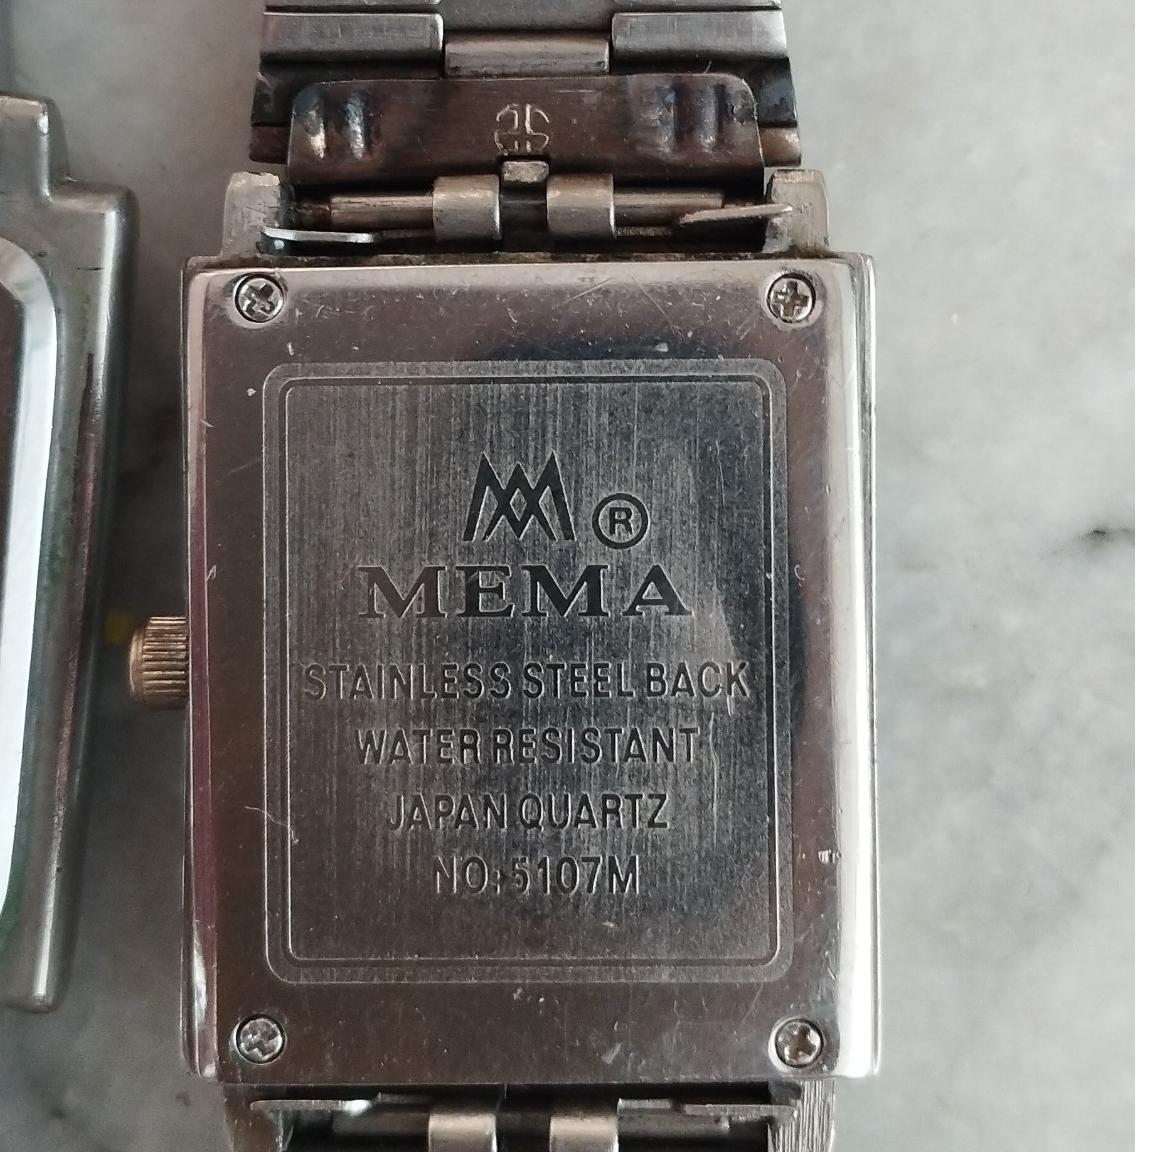 ®
MEMA
STAINLESS STEEL BACK
WATER RESISTANT
JAPAN QUARTZ
NO:5107M